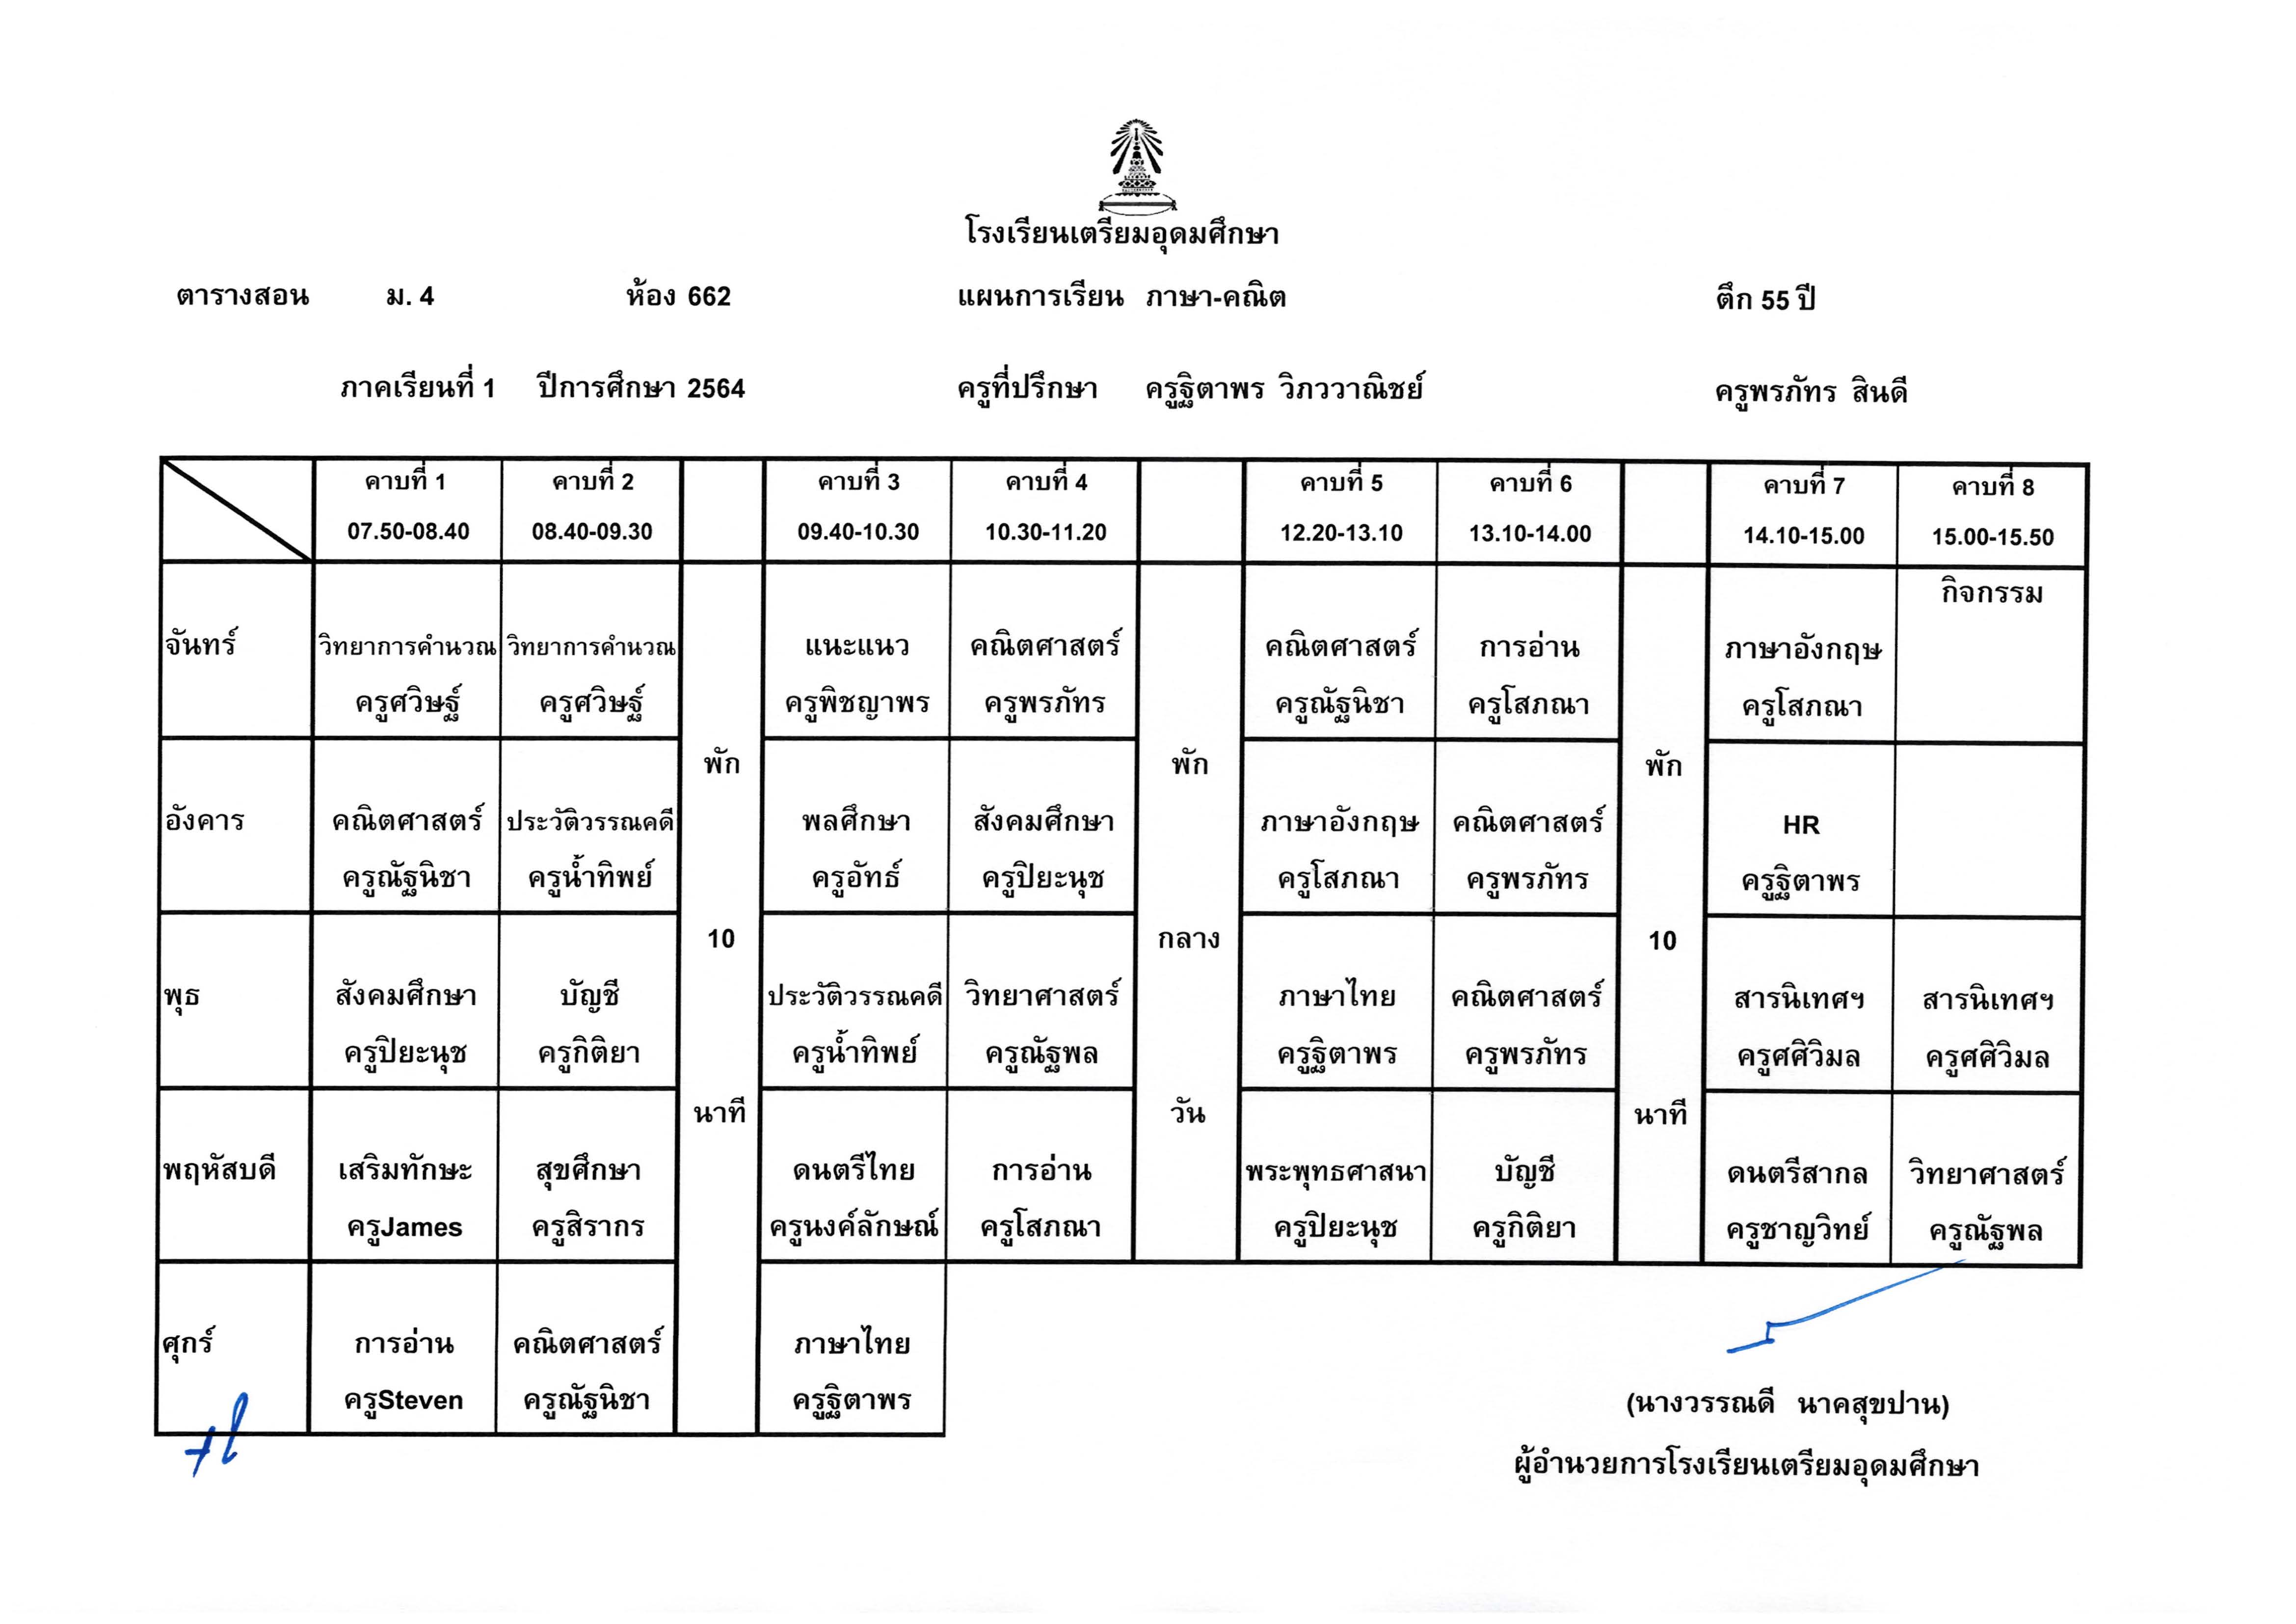 โรงเรียนเตรียมอุดมศึกษา
ตารางสอน ม. 4 ห้อง 662 แผนการเรียน ภาษา-คณิต ตึก 55 ปี
ภาคเรียนที่ 1 ปีการศึกษา 2564 ครูที่ปรึกษา ครูฐิตาพร วิภววาณิชย์ ครูพรภัทร สินดี
คาบที่ 1 คาบที่ 2 คาบที่ 3 คาบที่ 4 คาบที่ 5 คาบที่ 6 คาบที่ 7 คาบที่ 8
07.50-08.40 08.40-09.30 09.40-10.30 10.30-11.20 12.20-13.10 13.10-14.00 14.10-15.00 15.00-15.50
กิจกรรม
จันทร์ วิทยาการคำนวณ วิทยาการคำนวณ แนะแนว คณิตศาสตร์ คณิตศาสตร์ การอ่าน ภาษาอังกฤษ
ครูศวิษฐ์ ครูศวิษฐ์ ครูพิชญาพร ครูพรภัทร ครูณัฐนิชา ครูโสภณา ครูโสภณา
พัก พัก พัก
อังคาร คณิตศาสตร์ ประวัติวรรณคดี พลศึกษา สังคมศึกษา ภาษาอังกฤษ คณิตศาสตร์ HR
ครูณัฐนิชา ครูน้ำทิพย์ ครูอัทธ์ ครูปิยะนุช ครูโสภณา ครูพรภัทร ครูฐิตาพร
10 กลาง 10
พุธ สังคมศึกษา บัญชี ประวัติวรรณคดี วิทยาศาสตร์ ภาษาไทย คณิตศาสตร์ สารนิเทศฯ สารนิเทศฯ
ครูปิยะนุช ครูกิติยา ครูน้ำทิพย์ ครูณัฐพล ครูฐิตาพร ครูพรภัทร ครูศศิวิมล ครูศศิวิมล
นาที วัน นาที
พฤหัสบดี เสริมทักษะ สุขศึกษา ดนตรีไทย การอ่าน พระพุทธศาสนา บัญชี ดนตรีสากล วิทยาศาสตร์
ครูJames ครูสิรากร ครูนงค์ลักษณ์ ครูโสภณา ครูปิยะนุช ครูกิติยา ครูชาญวิทย์ ครูณัฐพล
ศุกร์ การอ่าน คณิตศาสตร์ ภาษาไทย
ครูSteven ครูณัฐนิชา ครูฐิตาพร
(นางวรรณดี นาคสุขปาน)
ผู้อำนวยการโรงเรียนเตรียมอุดมศึกษา